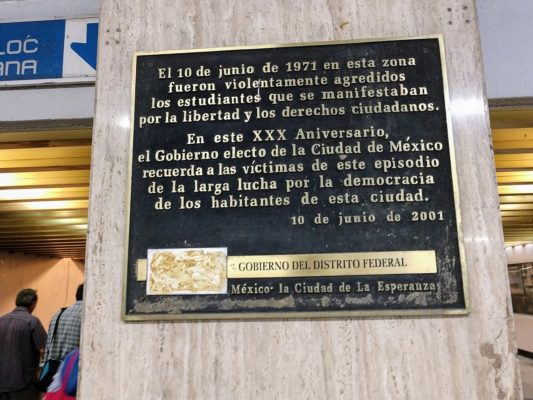 LOC
ANA
El 10 de junio de 1971 en esta zona
fueron violentamente agredidos
los estudiantes que se manifestaban
por la libertad y los derechos ciudadanos.
En este XXX Aniversario,
el Gobierno electo de la Ciudad de México
recuerda a las víctimas de este episodio
de la larga lucha por la democracia
de los habitantes de esta ciudad.
10 de junio de 2001
GOBIERNO DEL DISTRITO FEDERAL
México la Ciudad de La Esperanza